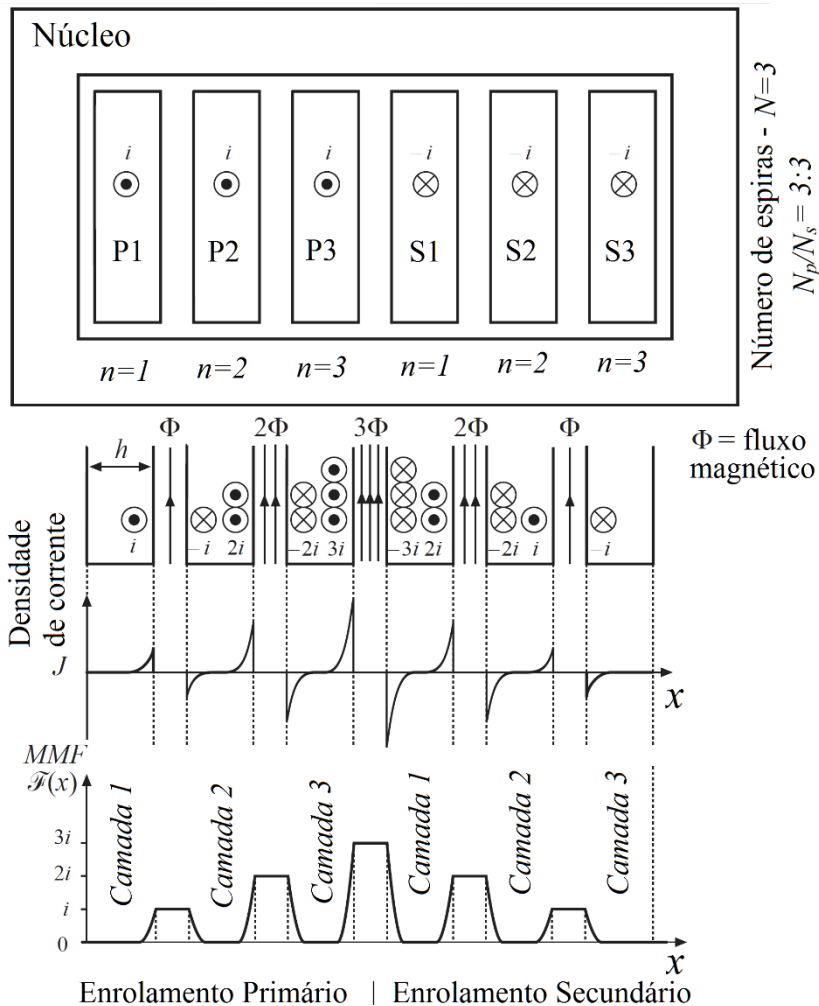 Núcleo
i i i –i –i –i
P1 P2 P3 S1 S2 S3
n=1 n=2 n=3 n=1 n=2 n=3
Número de espiras - N=3
Np/Ns = 3:3
Φ 2Φ 3Φ 2Φ Φ
Φ = fluxo
magnético
h
i –i 2i –2i 3i –3i 2i –2i i –i
Densidade
de corrente
J
x
MMF
ℱ(x)
Camada 1 Camada 2 Camada 3 Camada 1 Camada 2 Camada 3
3i
2i
i
0
x
Enrolamento Primário | Enrolamento Secundário